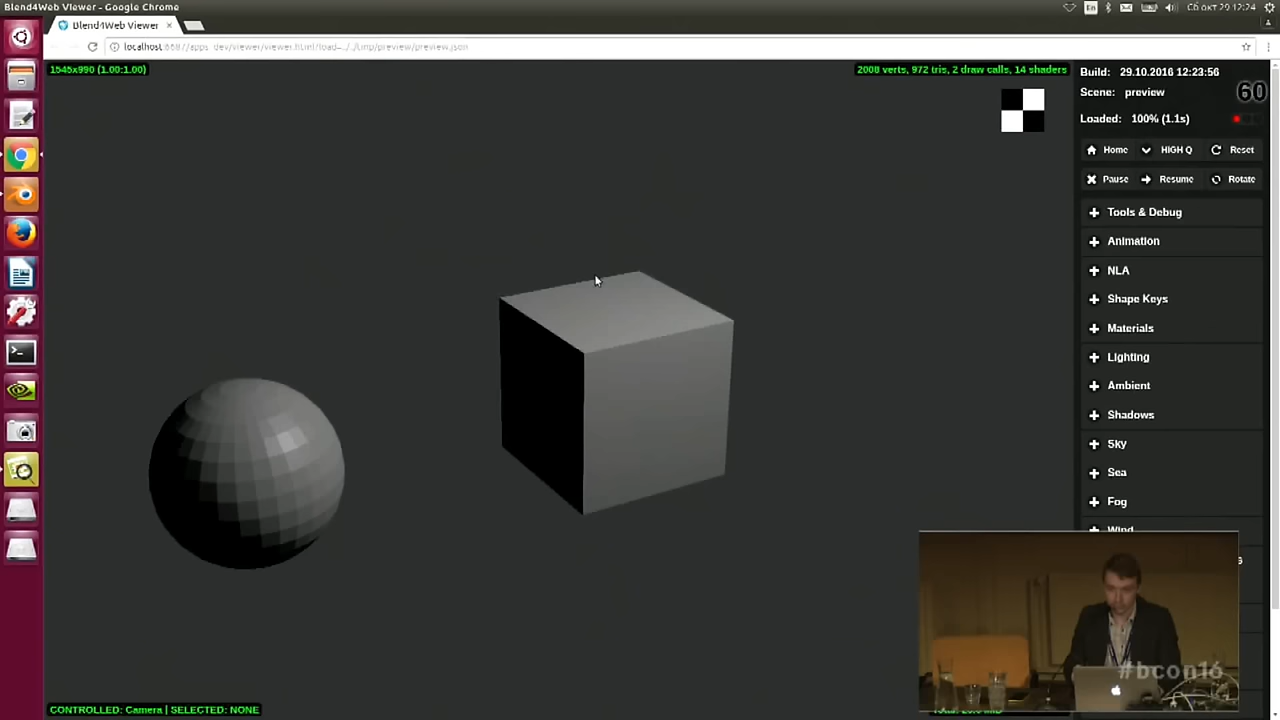 Blend4Web Viewer - Google Chrome
En
Сб окт 29 12:24
Blend4Web Viewer
1545x990 (1.00:1.00)
2008 verts, 972 tris, 2 draw calls, 14 shaders
Build: 29.10.2016 12:23:56
Scene: preview
60
Loaded: 100% (1.1s)
Home
HIGH Q
Reset
Pause
Resume
Rotate
Tools & Debug
Animation
NLA
Shape Keys
Materials
Lighting
Ambient
Shadows
Sky
Sea
Fog
Wind
#bcon16
CONTROLLED: Camera | SELECTED: NONE